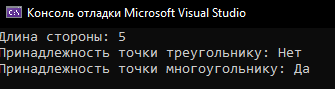 Консоль отладки Microsoft Visual Studio
Длина стороны: 5
Принадлежность точки треугольнику: Нет
Принадлежность точки многоугольнику: Да